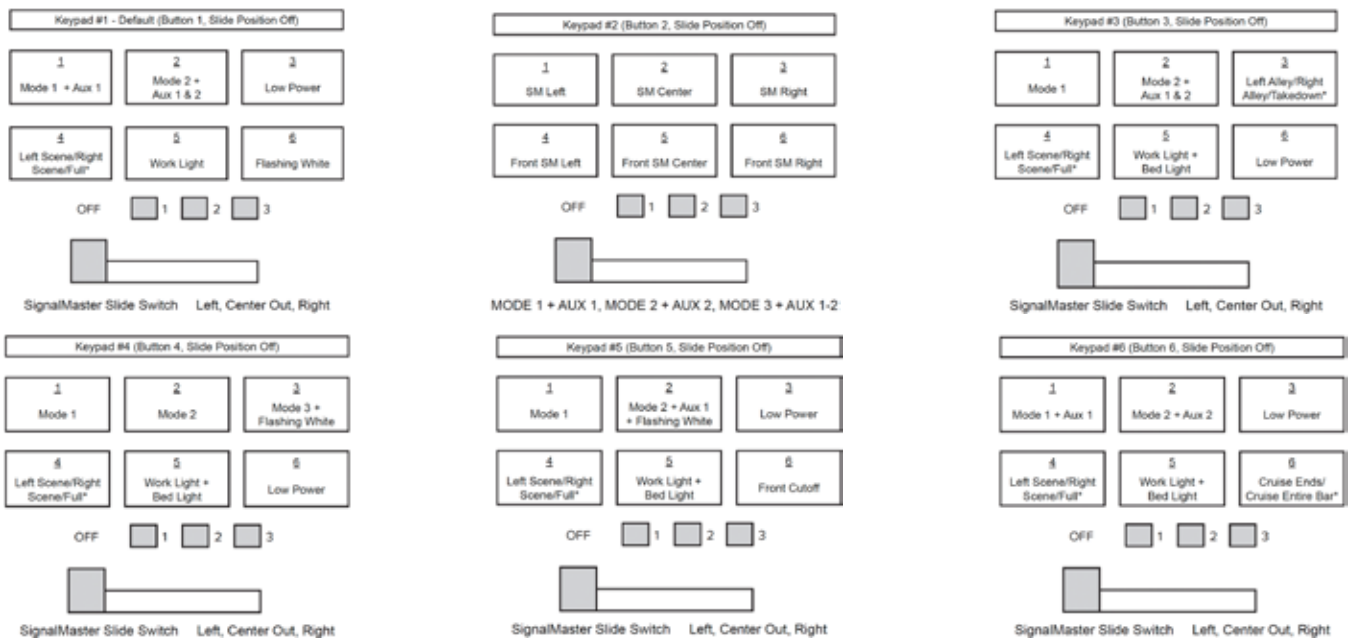 Keypad #1 - Default (Button 1, Slide Position Off)
1
Mode 1 + Aux 1
2
Mode 2 +
Aux 1 & 2
3
Low Power
4
Left Scene/Right
Scene/Full*
5
Work Light
6
Flashing White
OFF 1 2 3
SignalMaster Slide Switch Left, Center Out, Right
Keypad #2 (Button 2, Slide Position Off)
1
SM Left
2
SM Center
3
SM Right
4
Front SM Left
5
Front SM Center
6
Front SM Right
OFF 1 2 3
MODE 1 + AUX 1, MODE 2 + AUX 2, MODE 3 + AUX 1-2
Keypad #3 (Button 3, Slide Position Off)
1
Mode 1
2
Mode 2 +
Aux 1 & 2
3
Left Alley/Right
Alley/Takedown*
4
Left Scene/Right
Scene/Full*
5
Work Light +
Bed Light
6
Low Power
OFF 1 2 3
SignalMaster Slide Switch Left, Center Out, Right
Keypad #4 (Button 4, Slide Position Off)
1
Mode 1
2
Mode 2
3
Mode 3 +
Flashing White
4
Left Scene/Right
Scene/Full*
5
Work Light +
Bed Light
6
Low Power
OFF 1 2 3
SignalMaster Slide Switch Left, Center Out, Right
Keypad #5 (Button 5, Slide Position Off)
1
Mode 1
2
Mode 2 + Aux 1
+ Flashing White
3
Low Power
4
Left Scene/Right
Scene/Full*
5
Work Light +
Bed Light
6
Front Cutoff
OFF 1 2 3
SignalMaster Slide Switch Left, Center Out, Right
Keypad #6 (Button 6, Slide Position Off)
1
Mode 1 + Aux 1
2
Mode 2 + Aux 2
3
Low Power
4
Left Scene/Right
Scene/Full*
5
Work Light +
Bed Light
6
Cruise Ends/
Cruise Entire Bar*
OFF 1 2 3
SignalMaster Slide Switch Left, Center Out, Right